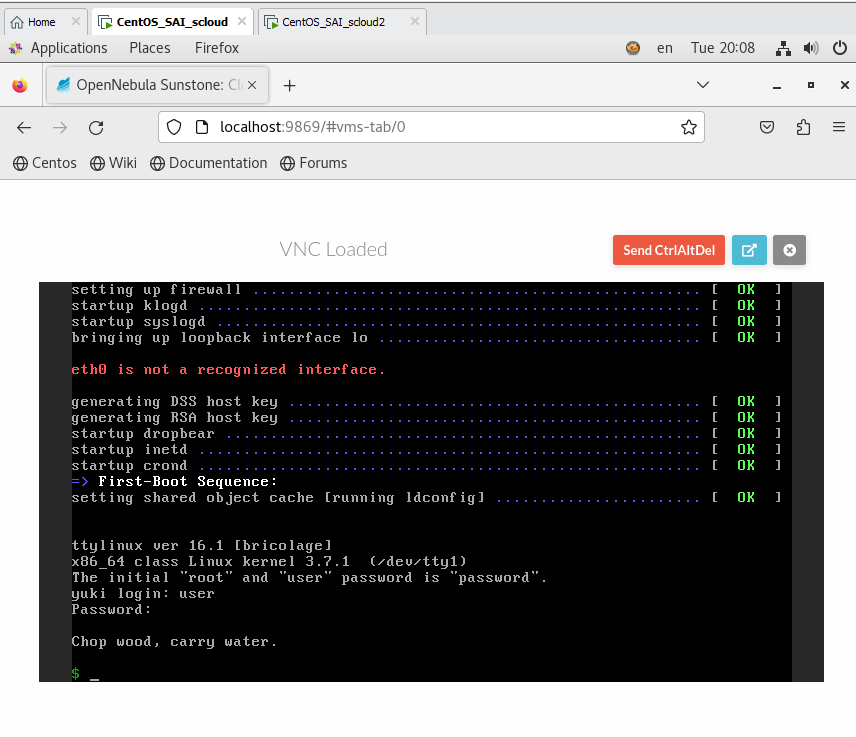 Home CentOS_SAI_scloud CentOS_SAI_scloud2
Applications Places Firefox en Tue 20:08
OpenNebula Sunstone: Cl
localhost:9869/#vms-tab/0
Centos Wiki Documentation Forums
VNC Loaded Send CtrlAltDel
setting up firewall .................................................. [ OK ]
startup klogd ........................................................ [ OK ]
startup syslogd ...................................................... [ OK ]
bringing up loopback interface lo .................................... [ OK ]
eth0 is not a recognized interface.
generating DSS host key .............................................. [ OK ]
generating RSA host key .............................................. [ OK ]
startup dropbear ..................................................... [ OK ]
startup inetd ........................................................ [ OK ]
startup crond ........................................................ [ OK ]
=> First-Boot Sequence:
setting shared object cache [running ldconfig] ....................... [ OK ]
ttylinux ver 16.1 [bricolage]
x86_64 class Linux kernel 3.7.1 (/dev/tty1)
The initial "root" and "user" password is "password".
yuki login: user
Password:
Chop wood, carry water.
$ _